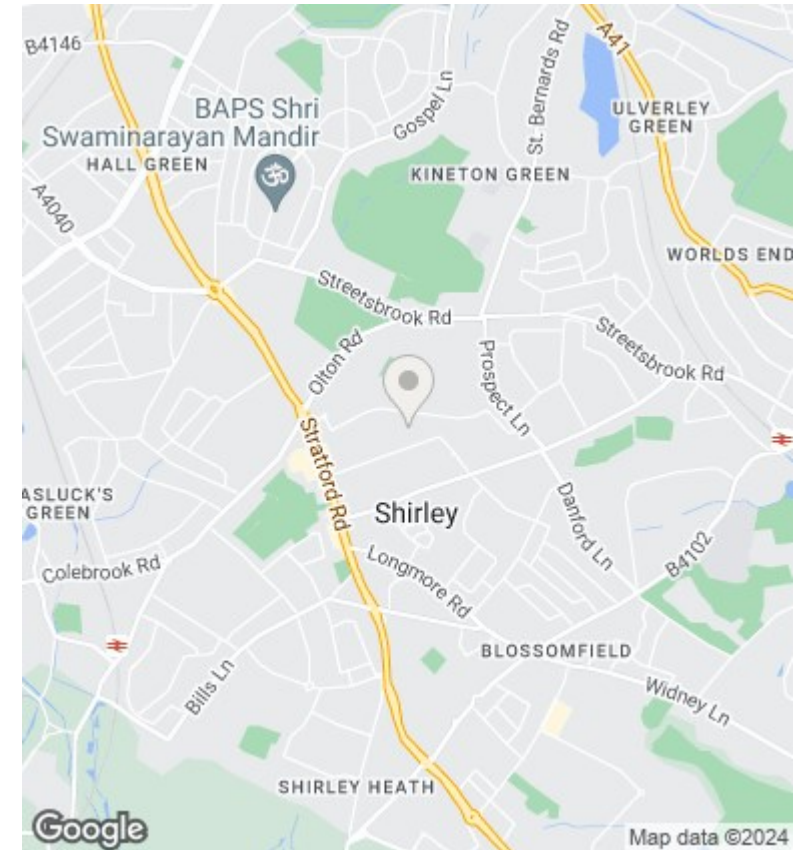 B4146
A41
BAPS Shri
Swaminarayan Mandir
HALL GREEN
Gospel Ln
St. Bernards Rd
ULVERLEY
GREEN
KINETON GREEN
A4040
WORLDS END
Streetsbrook Rd
Olton Rd
Streetsbrook Rd
Prospect Ln
Stratford Rd
ASLUCK'S
GREEN
Shirley
Danford Ln
B4102
Colebrook Rd
Longmore Rd
BLOSSOMFIELD
Bills Ln
Widney Ln
SHIRLEY HEATH
Google
Map data ©2024